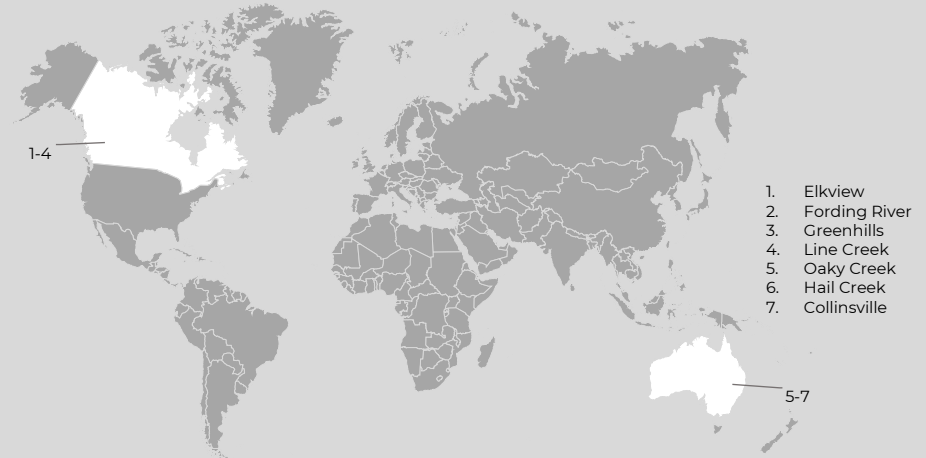 1-4
1. Elkview
2. Fording River
3. Greenhills
4. Line Creek
5. Oaky Creek
6. Hail Creek
7. Collinsville
5-7